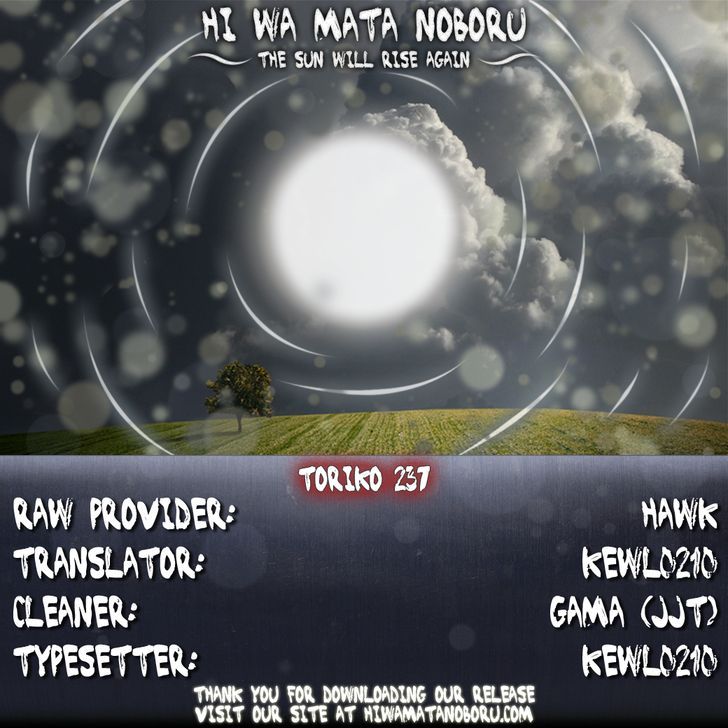 HI WA MATA NOBORU
THE SUN WILL RISE AGAIN
TORIKO 237
RAW PROVIDER: HAWK
TRANSLATOR: KEWL0210
CLEANER: GAMA (JJT)
TYPESETTER: KEWL0210
THANK YOU FOR DOWNLOADING OUR RELEASE
VISIT OUR SITE AT HIWAMATANOBORU.COM